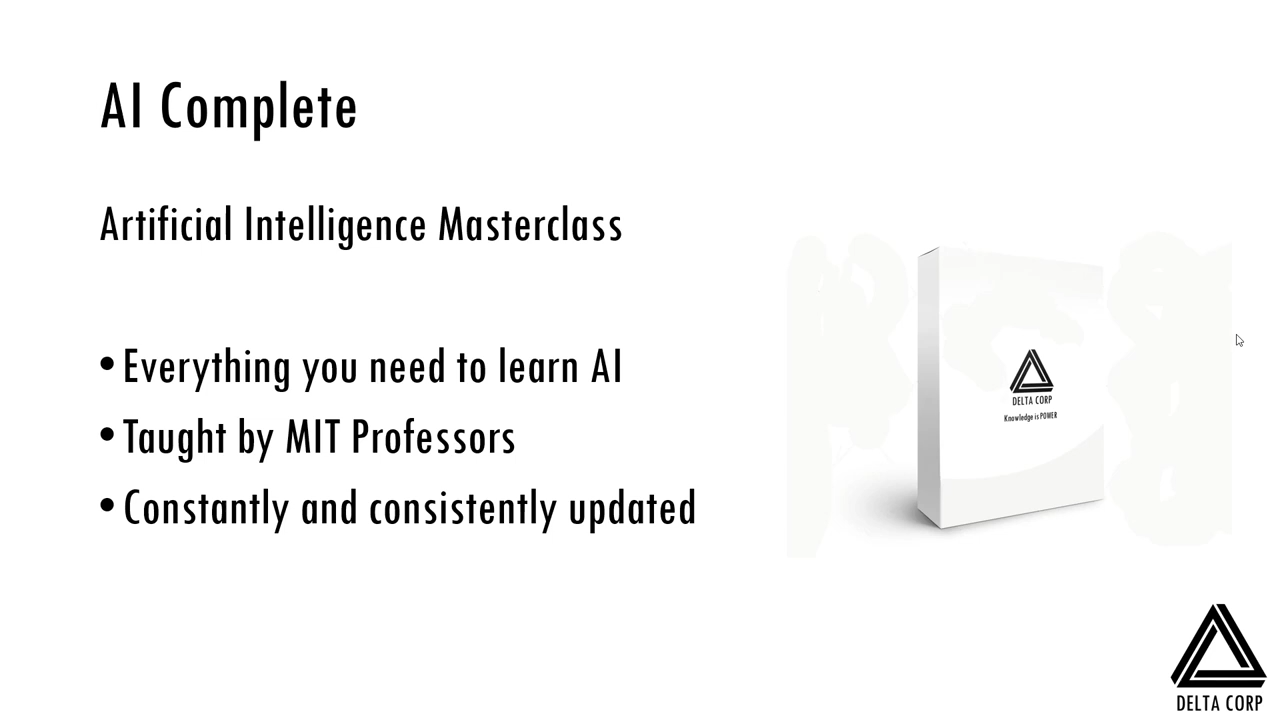 AI Complete
Artificial Intelligence Masterclass
• Everything you need to learn AI
• Taught by MIT Professors
• Constantly and consistently updated
DELTA CORP
Knowledge is POWER
DELTA CORP